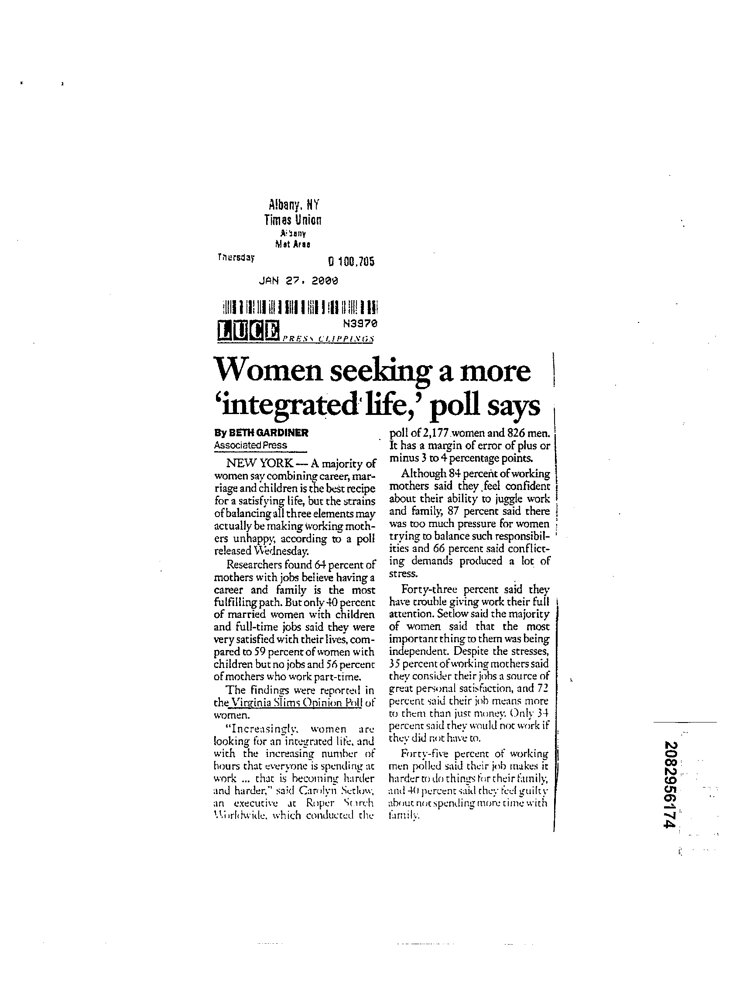 Albany, NY
Times Union
Albany
Met Area
Thursday D 100,705
JAN 27, 2000
N3970
LUCE PRESS CLIPPINGS
Women seeking a more
‘integrated life,’ poll says
By BETH GARDINER
Associated Press
NEW YORK — A majority of
women say combining career, mar-
riage and children is the best recipe
for a satisfying life, but the strains
of balancing all three elements may
actually be making working moth-
ers unhappy, according to a poll
released Wednesday.
Researchers found 64 percent of
mothers with jobs believe having a
career and family is the most
fulfilling path. But only 40 percent
of married women with children
and full-time jobs said they were
very satisfied with their lives, com-
pared to 59 percent of women with
children but no jobs and 56 percent
of mothers who work part-time.
The findings were reported in
the Virginia Slims Opinion Poll of
women.
“Increasingly, women are
looking for an integrated life, and
with the increasing number of
hours that everyone is spending at
work ... that is becoming harder
and harder,” said Carolyn Setlow,
an executive at Roper Starch
Worldwide, which conducted the
poll of 2,177 women and 826 men.
It has a margin of error of plus or
minus 3 to 4 percentage points.
Although 84 percent of working
mothers said they feel confident
about their ability to juggle work
and family, 87 percent said there
was too much pressure for women
trying to balance such responsibil-
ities and 66 percent said conflict-
ing demands produced a lot of
stress.
Forty-three percent said they
have trouble giving work their full
attention. Setlow said the majority
of women said that the most
important thing to them was being
independent. Despite the stresses,
35 percent of working mothers said
they consider their jobs a source of
great personal satisfaction, and 72
percent said their job means more
to them than just money. Only 34
percent said they would not work if
they did not have to.
Forty-five percent of working
men polled said their job makes it
harder to do things for their family,
and 40 percent said they feel guilty
about not spending more time with
family.
2082956174